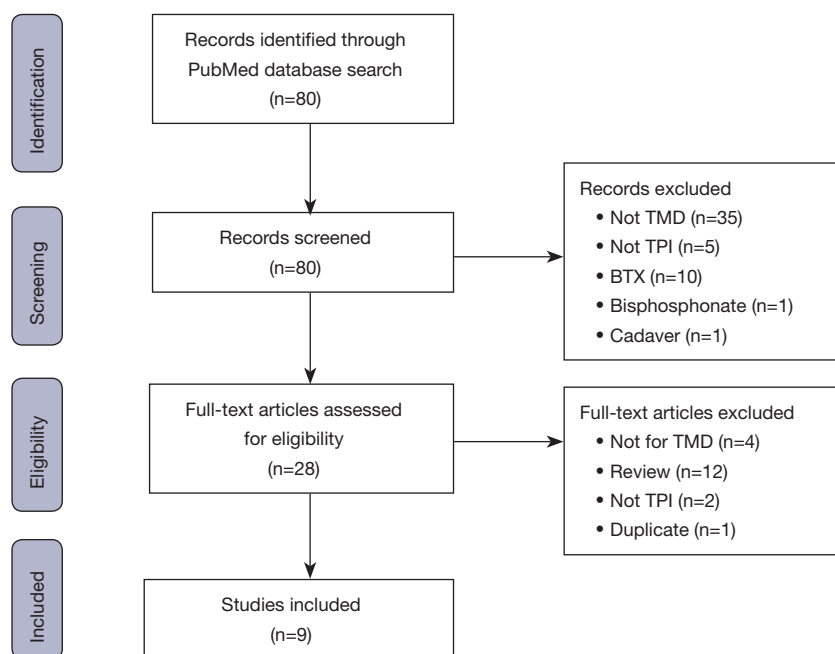 Identification
Records identified through
PubMed database search
(n=80)
Screening
Records screened
(n=80)
Records excluded
• Not TMD (n=35)
• Not TPI (n=5)
• BTX (n=10)
• Bisphosphonate (n=1)
• Cadaver (n=1)
Eligibility
Full-text articles assessed
for eligibility
(n=28)
Full-text articles excluded
• Not for TMD (n=4)
• Review (n=12)
• Not TPI (n=2)
• Duplicate (n=1)
Included
Studies included
(n=9)